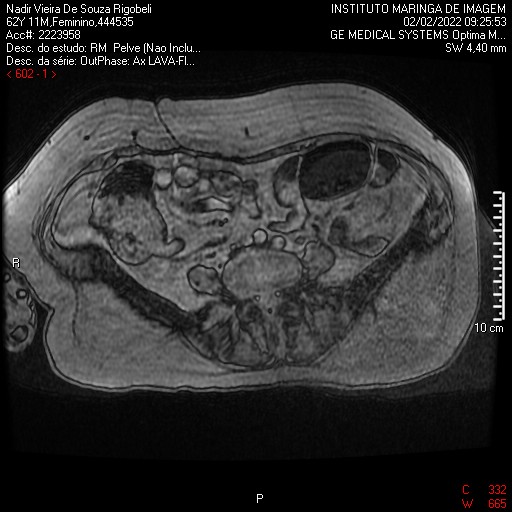 Nadir Vieira De Souza Rigobeli
62Y 11M,Feminino,444535
Acc#: 2223958
Desc. do estudo: RM Pelve (Nao Inclu...
Desc. da série: OutPhase: Ax LAVA-Fl...
< 602 - 1 >
INSTITUTO MARINGA DE IMAGEM
02/02/2022 09:25:53
GE MEDICAL SYSTEMS Optima M...
SW 4,40 mm
R
10 cm
P
C 332
W 665